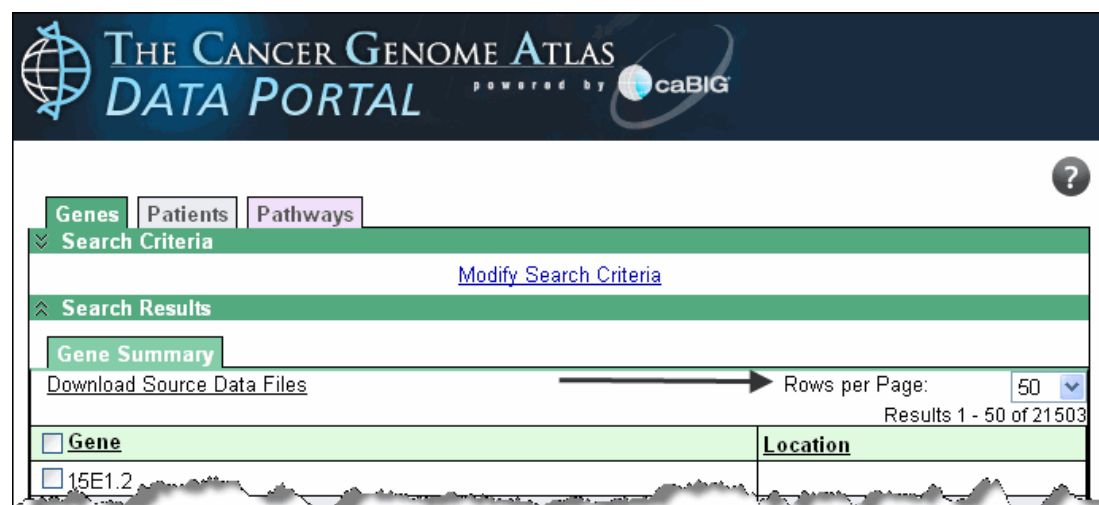 THE CANCER GENOME ATLAS
DATA PORTAL powered by caBIG
?
Genes Patients Pathways
Search Criteria
Modify Search Criteria
Search Results
Gene Summary
Download Source Data Files Rows per Page: 50
Results 1 - 50 of 21503
Gene Location
15E1.2